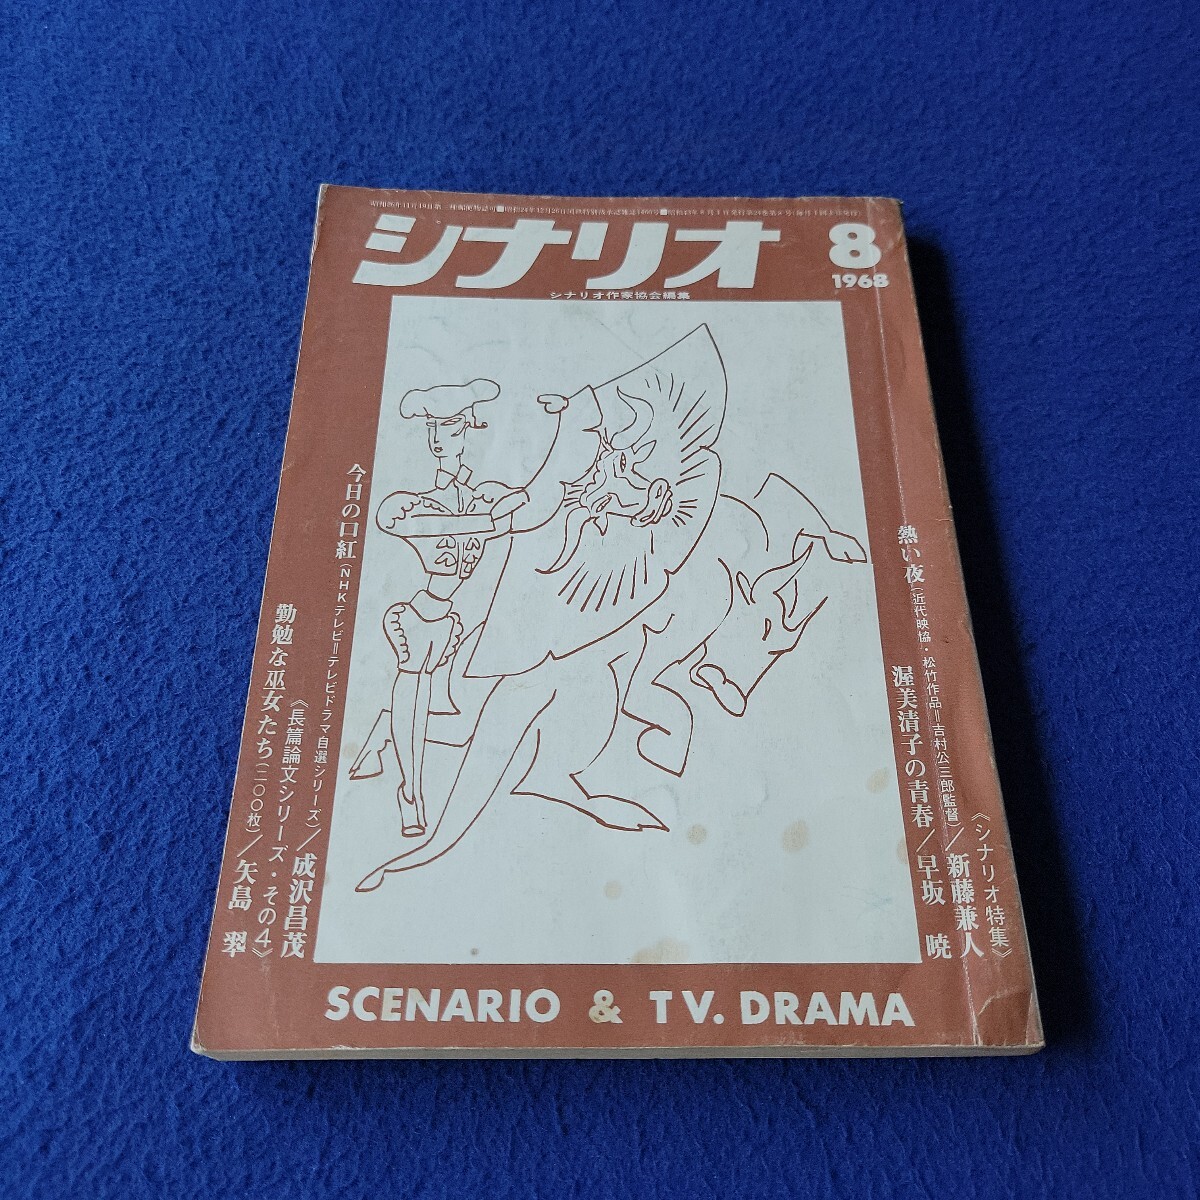 シナリオ
8
1968
シナリオ作家協会編集
《シナリオ特集》
熱い夜(近代映協・松竹作品=吉村公三郎監督)/新藤兼人
渥美清子の青春/早坂 暁
今日の口紅(NHKテレビ=テレビドラマ自選シリーズ)/成沢昌茂
《長篇論文シリーズ・その4》
勤勉な巫女たち(二〇〇枚)/矢島 翠
SCENARIO & TV. DRAMA